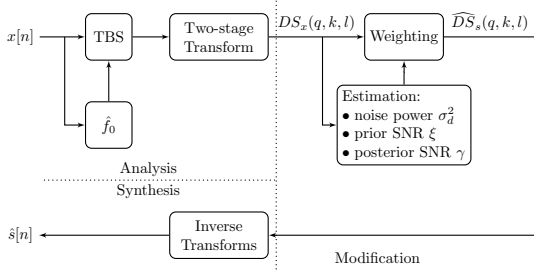 x[n]
TBS
Two-stage
Transform
DS_x(q, k, l)
Weighting
\widehat{DS}_s(q, k, l)
\hat{f}_0
Estimation:
• noise power σ_d^2
• prior SNR ξ
• posterior SNR γ
Analysis
Synthesis
ŝ[n]
Inverse
Transforms
Modification